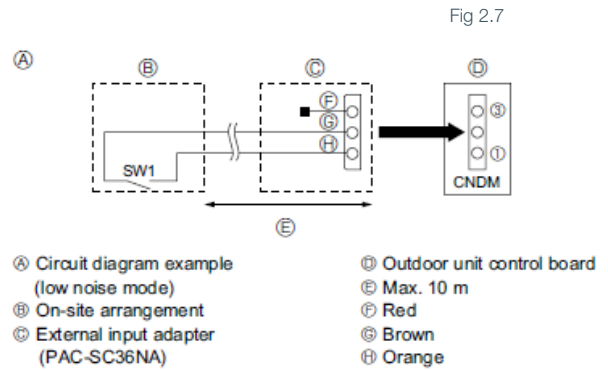 Fig 2.7
Ⓐ Ⓑ Ⓒ Ⓓ
Ⓕ
Ⓖ
Ⓗ
③
①
SW1
CNDM
Ⓔ
Ⓐ Circuit diagram example
(low noise mode)
Ⓑ On-site arrangement
Ⓒ External input adapter
(PAC-SC36NA)
Ⓓ Outdoor unit control board
Ⓔ Max. 10 m
Ⓕ Red
Ⓖ Brown
Ⓗ Orange